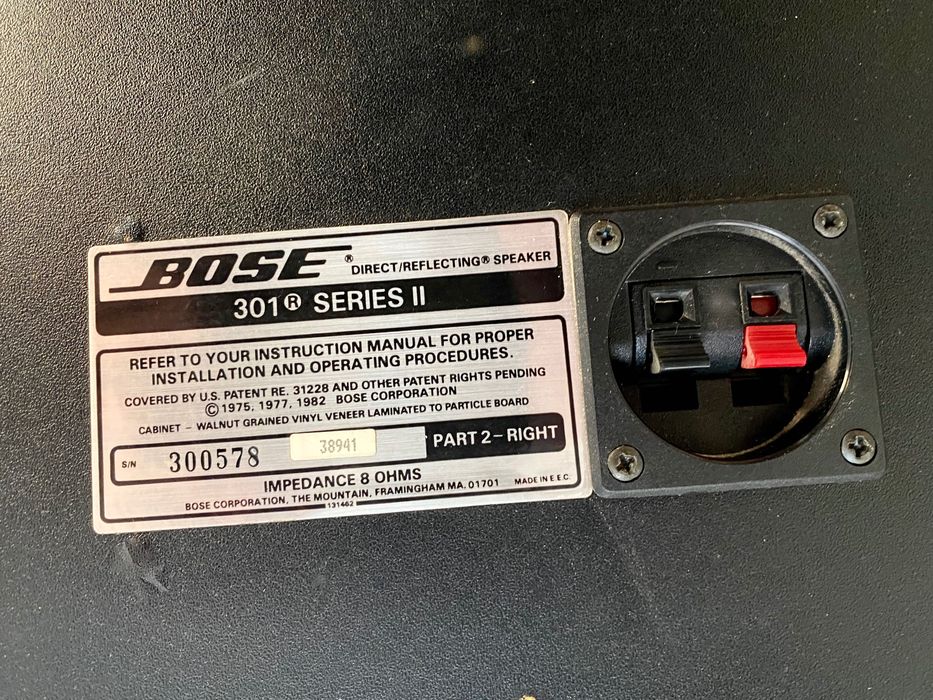 BOSE® DIRECT/REFLECTING® SPEAKER
301® SERIES II
REFER TO YOUR INSTRUCTION MANUAL FOR PROPER
INSTALLATION AND OPERATING PROCEDURES.
COVERED BY U.S. PATENT RE. 31228 AND OTHER PATENT RIGHTS PENDING
© 1975, 1977, 1982 BOSE CORPORATION
CABINET – WALNUT GRAINED VINYL VENEER LAMINATED TO PARTICLE BOARD
S/N 300578 38941 PART 2–RIGHT
IMPEDANCE 8 OHMS
BOSE CORPORATION, THE MOUNTAIN, FRAMINGHAM MA. 01701 MADE IN E.E.C.
131462